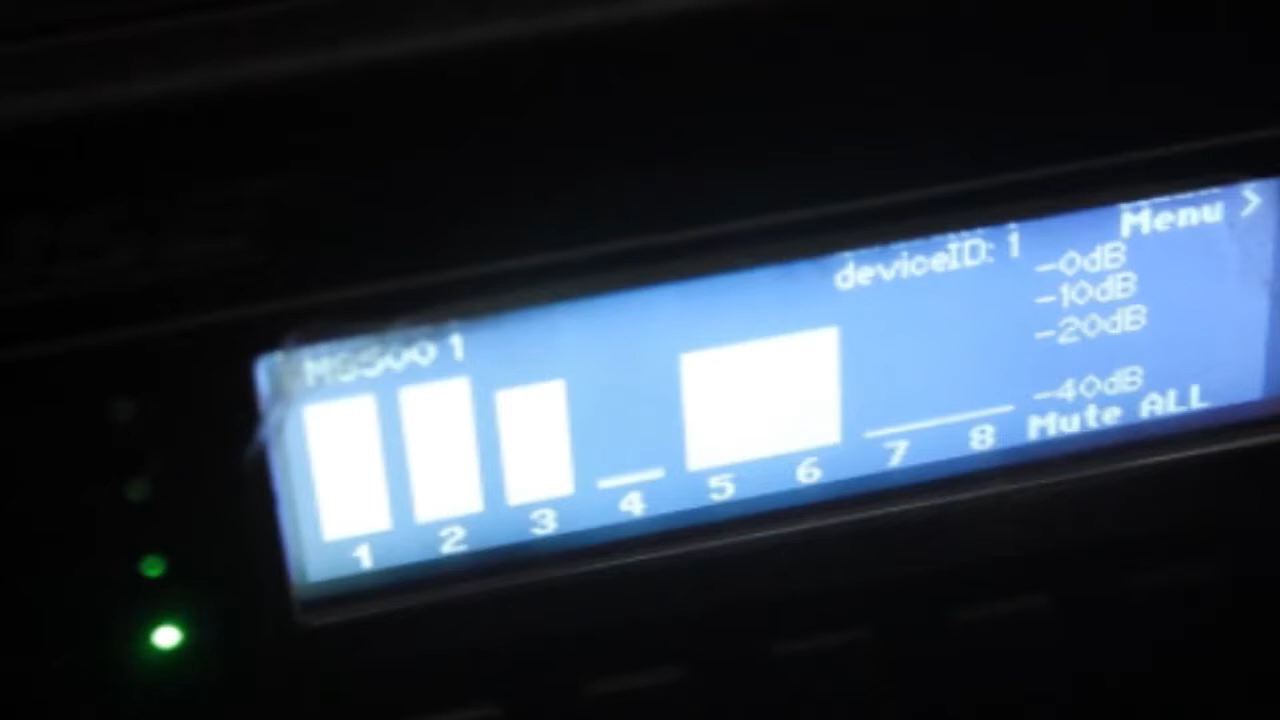 Menu >
deviceID: 1
-0dB
-10dB
-20dB
-40dB
Mute ALL
1 2 3 4 5 6 7 8